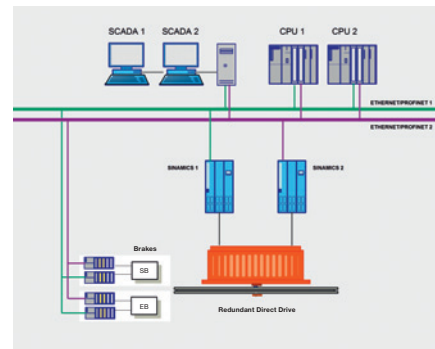 SCADA 1
SCADA 2
CPU 1
CPU 2
ETHERNET/PROFINET 1
ETHERNET/PROFINET 2
SINAMICS 1
SINAMICS 2
Brakes
SB
EB
Redundant Direct Drive